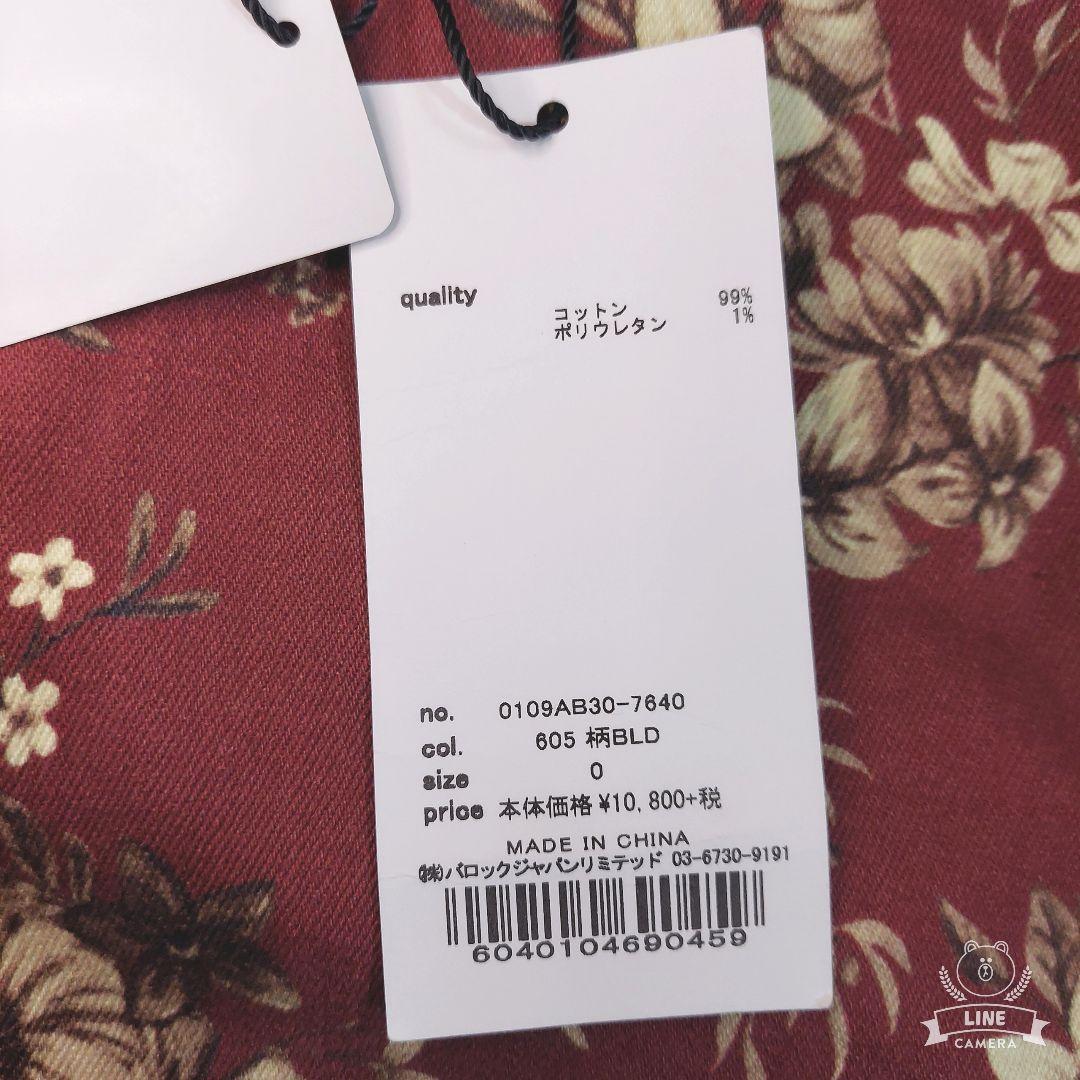 quality
コットン 99%
ポリウレタン 1%
no. 0109AB30-7640
col. 605 柄BLD
size 0
price 本体価格 ¥10,800+税
MADE IN CHINA
㈱バロックジャパンリミテッド 03-6730-9191
6040104690459
LINE
CAMERA